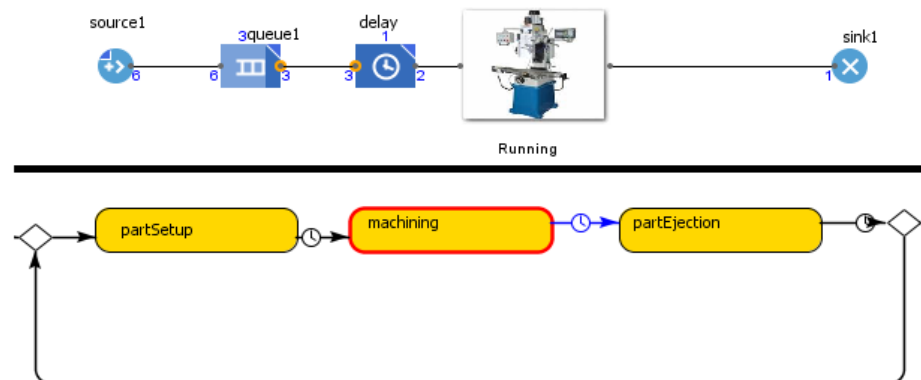 source1
3queue1
delay
1
sink1
6
6
3
3
2
1
Running
partSetup
machining
partEjection